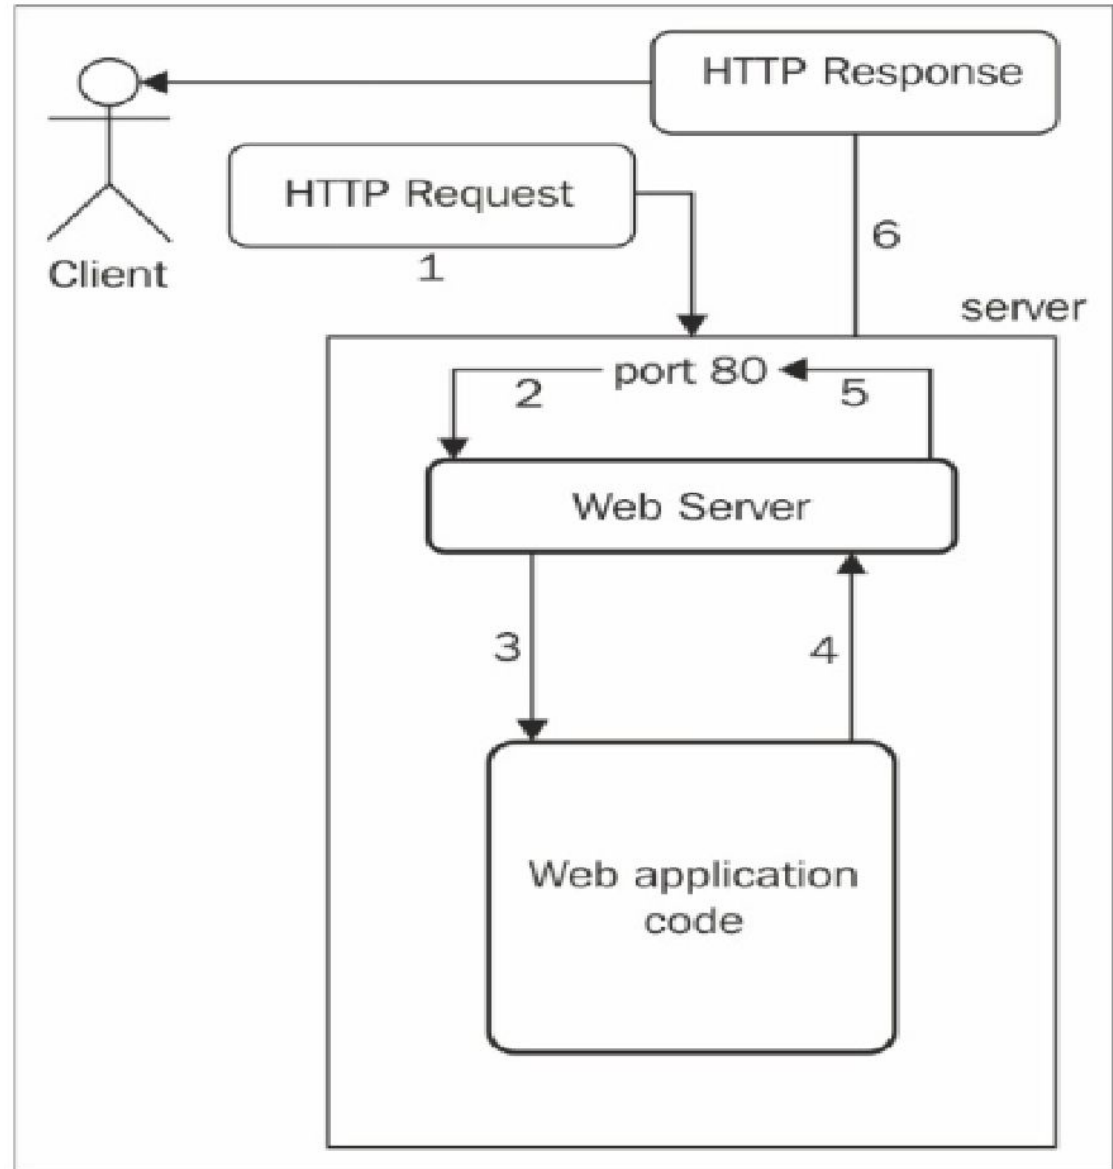 HTTP Response
HTTP Request
1
Client
6
server
port 80
2
5
Web Server
3
4
Web application
code